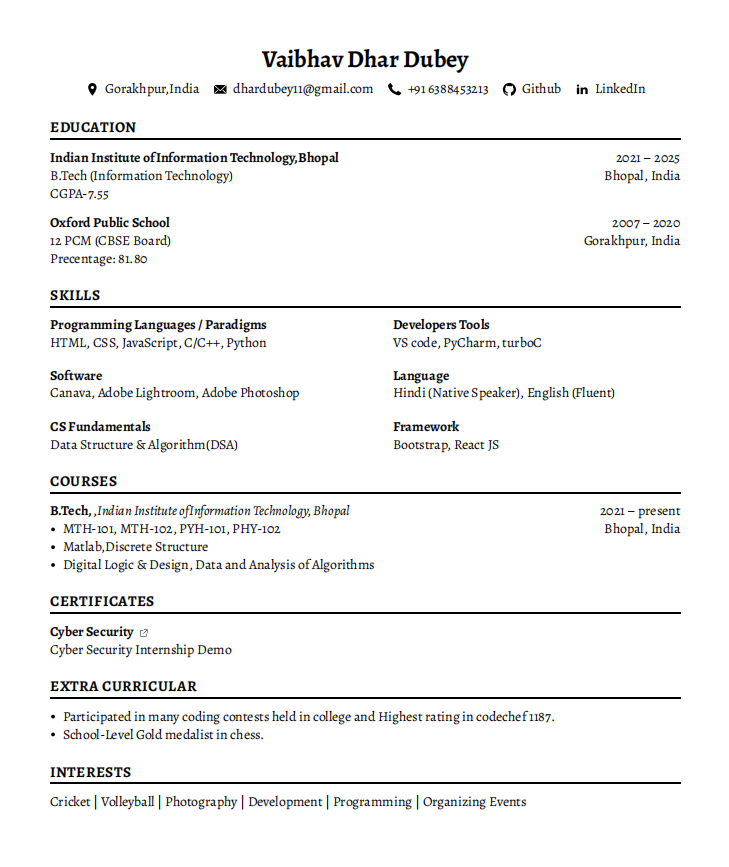 Vaibhav Dhar Dubey
Gorakhpur,India dhardubey11@gmail.com +91 6388453213 Github LinkedIn
EDUCATION
Indian Institute of Information Technology,Bhopal 2021 – 2025
B.Tech (Information Technology) Bhopal, India
CGPA-7.55
Oxford Public School 2007 – 2020
12 PCM (CBSE Board) Gorakhpur, India
Precentage: 81.80
SKILLS
Programming Languages / Paradigms Developers Tools
HTML, CSS, JavaScript, C/C++, Python VS code, PyCharm, turboC
Software Language
Canava, Adobe Lightroom, Adobe Photoshop Hindi (Native Speaker), English (Fluent)
CS Fundamentals Framework
Data Structure & Algorithm(DSA) Bootstrap, React JS
COURSES
B.Tech, ,Indian Institute of Information Technology, Bhopal 2021 – present
• MTH-101, MTH-102, PYH-101, PHY-102 Bhopal, India
• Matlab,Discrete Structure
• Digital Logic & Design, Data and Analysis of Algorithms
CERTIFICATES
Cyber Security
Cyber Security Internship Demo
EXTRA CURRICULAR
• Participated in many coding contests held in college and Highest rating in codechef 1187.
• School-Level Gold medalist in chess.
INTERESTS
Cricket | Volleyball | Photography | Development | Programming | Organizing Events